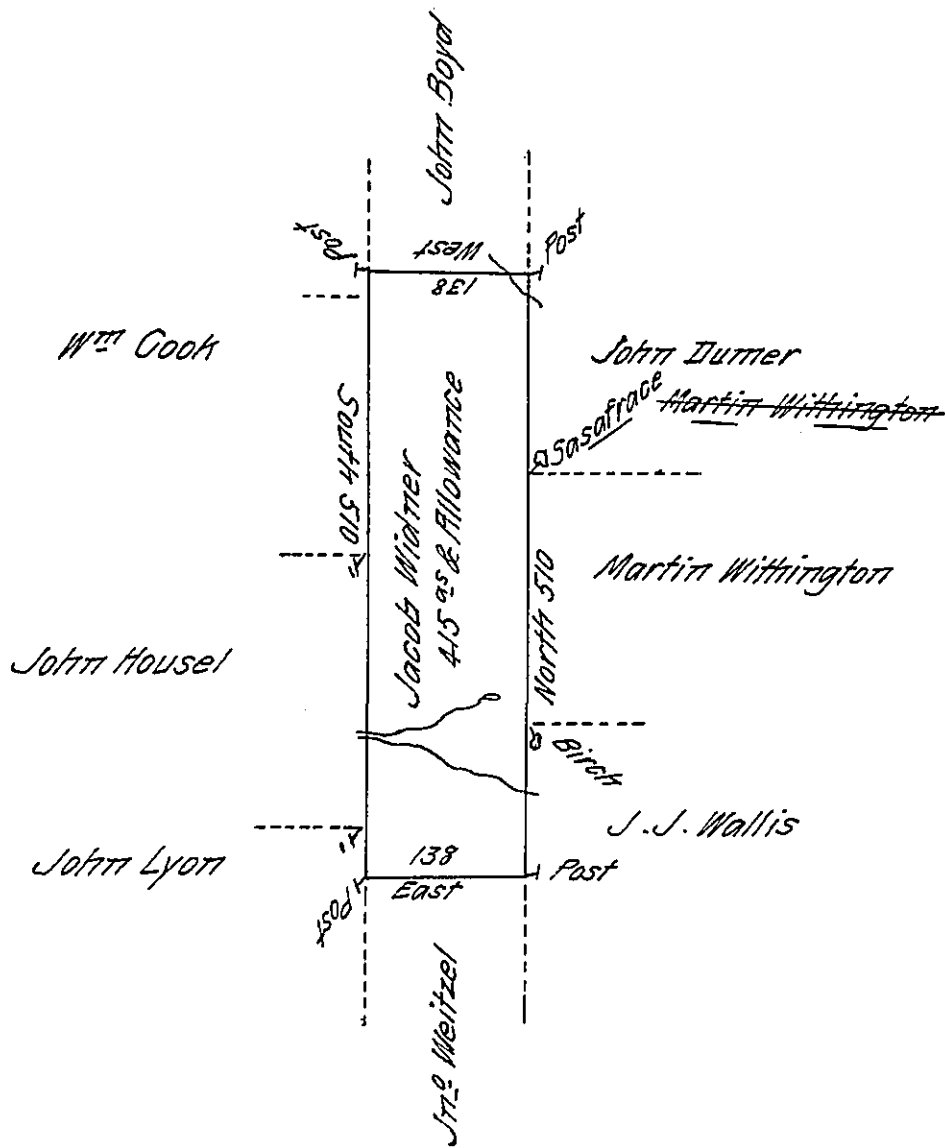 John Boyd
Post
West
Post
138
Wm Cook
John Dumer
Martin Withington
Sasafrace
South 510
Jacob Widner
415 as & Allowance
North 510
Martin Withington
John Housel
Birch
J. J. Wallis
John Lyon
138
East
Post
Post
Jno Weitzel